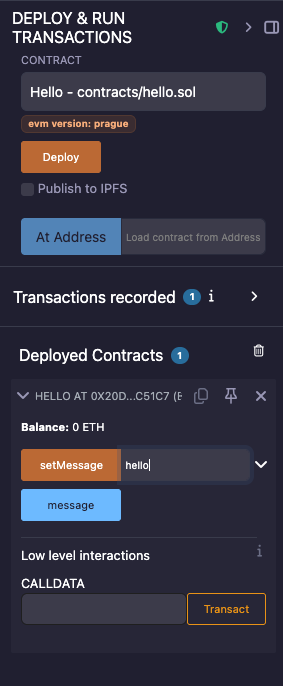 DEPLOY & RUN
TRANSACTIONS
CONTRACT
Hello - contracts/hello.sol
evm version: prague
Deploy
Publish to IPFS
At Address Load contract from Address
Transactions recorded 1 i
Deployed Contracts 1
HELLO AT 0X20D...C51C7 (E
Balance: 0 ETH
setMessage hello
message
Low level interactions i
CALLDATA
Transact